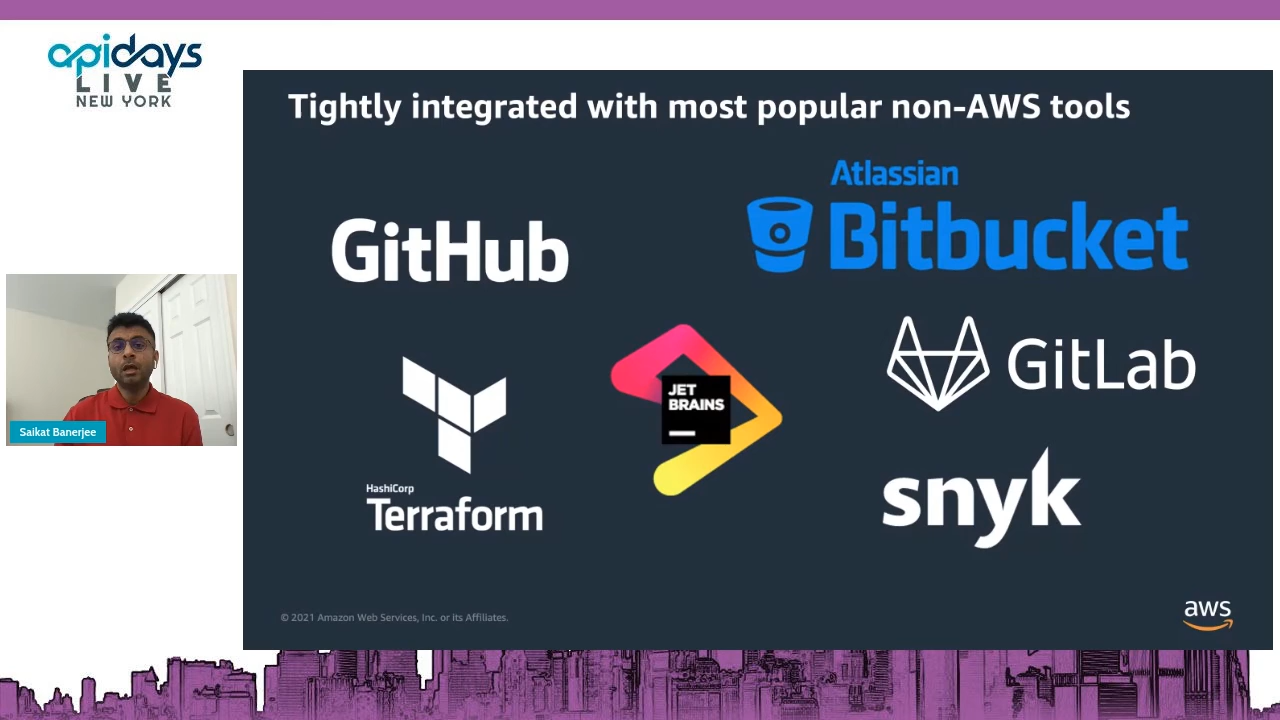 apidays
LIVE
NEW YORK
Tightly integrated with most popular non-AWS tools
Atlassian
Bitbucket
GitHub
GitLab
JET
BRAINS
snyk
HashiCorp
Terraform
Saikat Banerjee
© 2021 Amazon Web Services, Inc. or its Affiliates.
aws